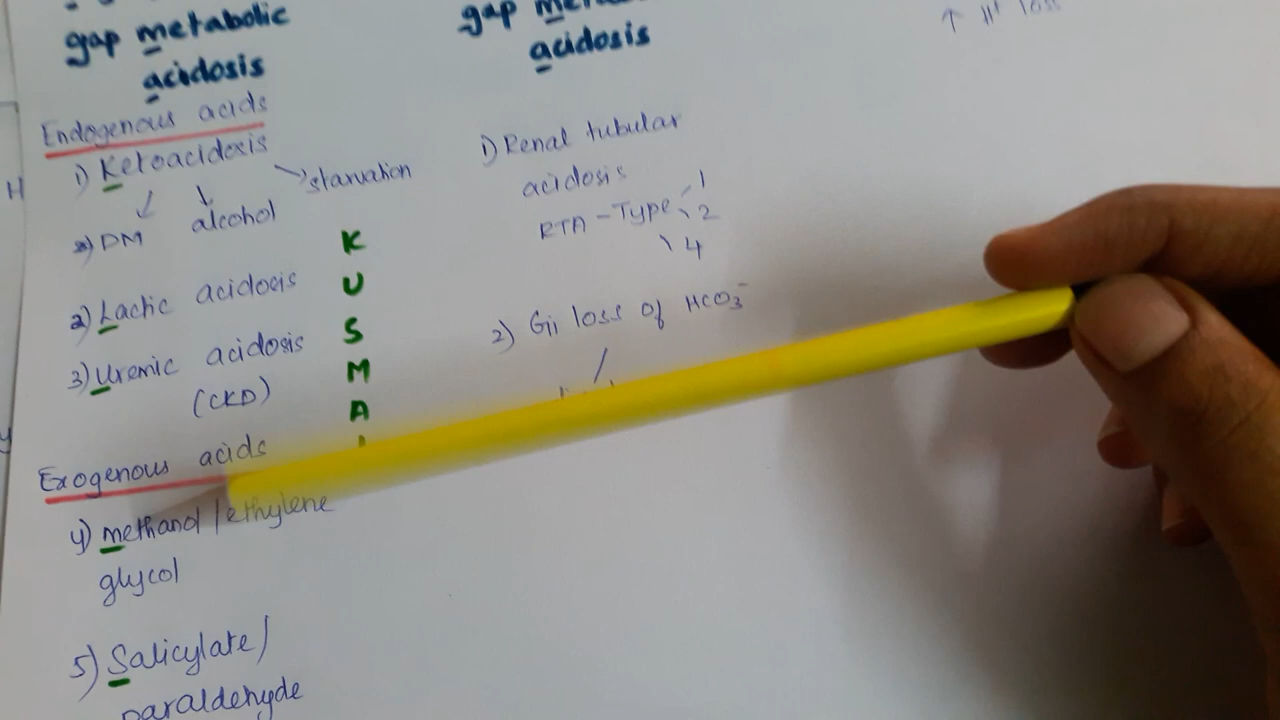 gap metabolic
acidosis
Endogenous acids
1) Ketoacidosis
starvation
DM
alcohol
2) Lactic acidosis
3) Uremic acidosis
(CKD)
K
U
S
M
A
Exogenous acids
4) methanol / ethylene
glycol
5) Salicylate /
paraldehyde
gap
acidosis
1) Renal tubular
acidosis
RTA - Type 1
2
4
2) GI loss of HCO3-
↑ H+ loss
H